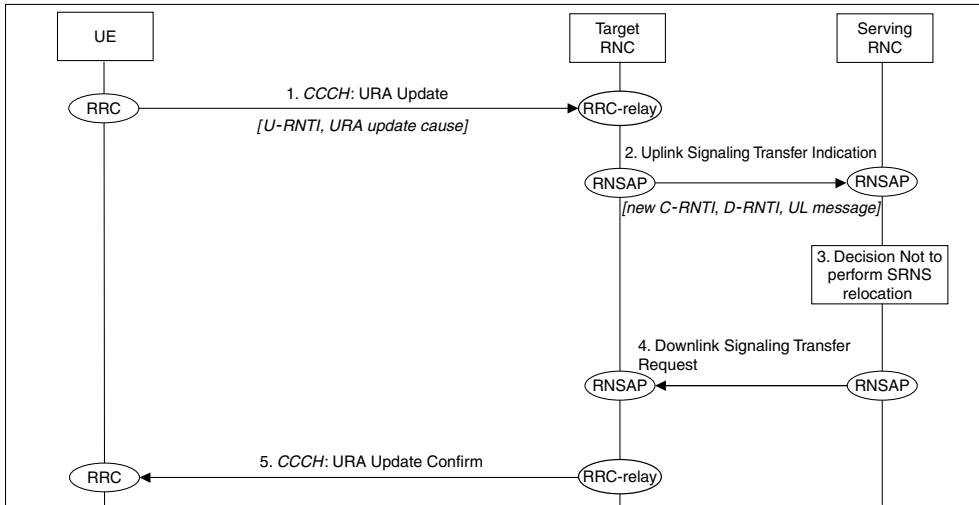 UE
Target
RNC
Serving
RNC
1. CCCH: URA Update
RRC
RRC-relay
[U-RNTI, URA update cause]
2. Uplink Signaling Transfer Indication
RNSAP
RNSAP
[new C-RNTI, D-RNTI, UL message]
3. Decision Not to
perform SRNS
relocation
4. Downlink Signaling Transfer
Request
RNSAP
RNSAP
5. CCCH: URA Update Confirm
RRC
RRC-relay